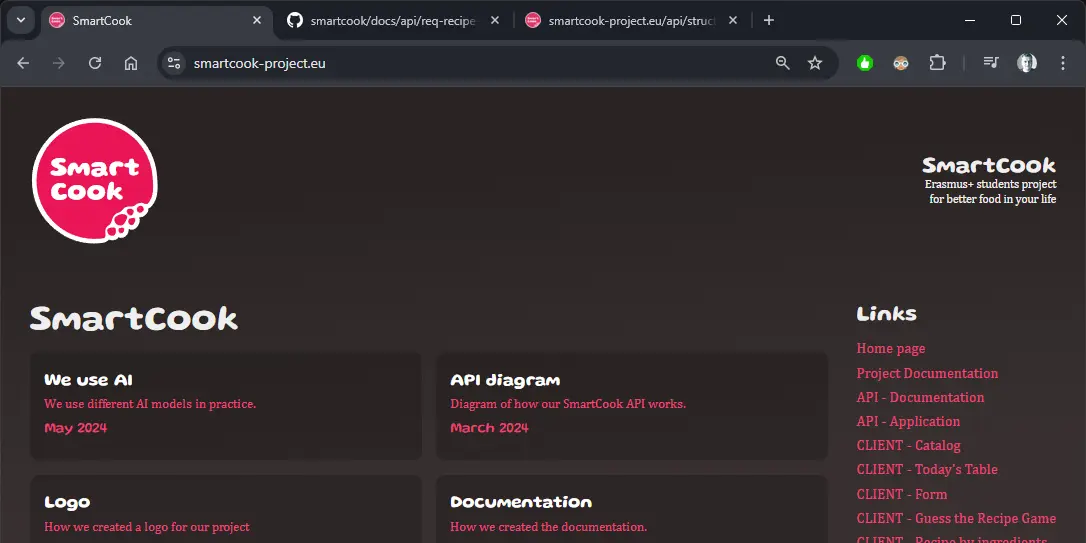 SmartCook
smartcook/docs/api/req-recipe
smartcook-project.eu/api/struct
smartcook-project.eu
Smart
Cook
SmartCook
Erasmus+ students project
for better food in your life
SmartCook
We use AI
We use different AI models in practice.
May 2024
API diagram
Diagram of how our SmartCook API works.
March 2024
Logo
How we created a logo for our project
Documentation
How we created the documentation.
Links
Home page
Project Documentation
API - Documentation
API - Application
CLIENT - Catalog
CLIENT - Today's Table
CLIENT - Form
CLIENT - Guess the Recipe Game
CLIENT - Recipe by ingredients